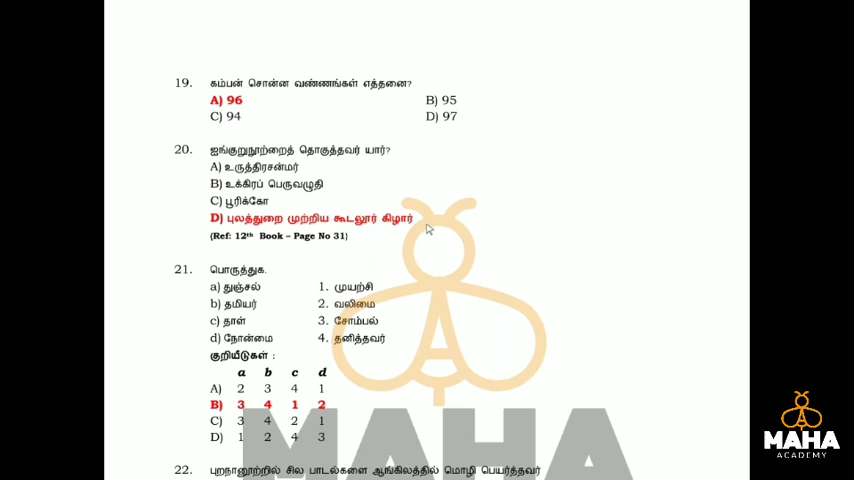 19. கம்பன் சொன்ன வண்ணங்கள் எத்தனை?
A) 96 B) 95
C) 94 D) 97
20. ஐங்குறுநூற்றைத் தொகுத்தவர் யார்?
A) உருத்திரசன்மர்
B) உக்கிரப் பெருவழுதி
C) பூரிக்கோ
D) புலத்துறை முற்றிய கூடலூர் கிழார்
(Ref: 12th Book – Page No 31)
21. பொருத்துக.
a) துஞ்சல் 1. முயற்சி
b) தமியர் 2. வலிமை
c) தாள் 3. சோம்பல்
d) நோன்மை 4. தனித்தவர்
குறியீடுகள் :
a b c d
A) 2 3 4 1
B) 3 4 1 2
C) 3 4 2 1
D) 1 2 4 3
22. புறநானூற்றில் சில பாடல்களை ஆங்கிலத்தில் மொழி பெயர்த்தவர்
MAHA
MAHA
ACADEMY